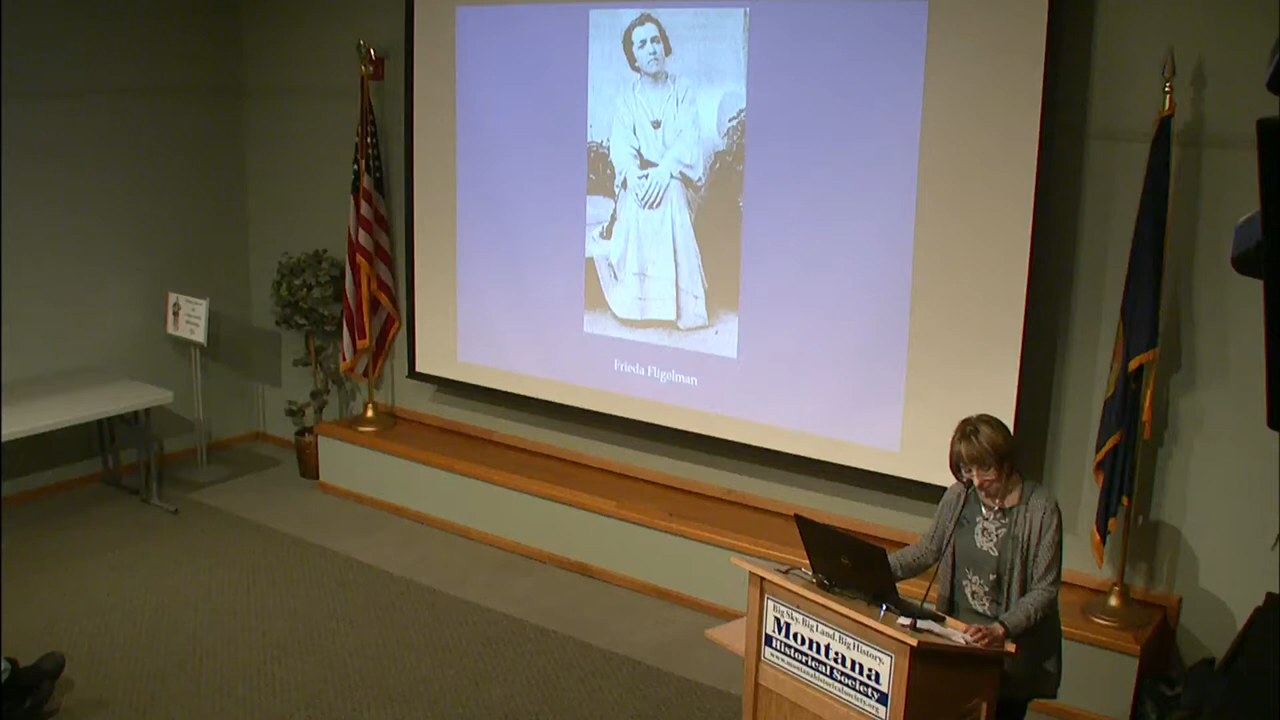 Frieda Fligelman
Big Sky. Big Land. Big History.
Montana
Historical Society
www.montanahistoricalsociety.org